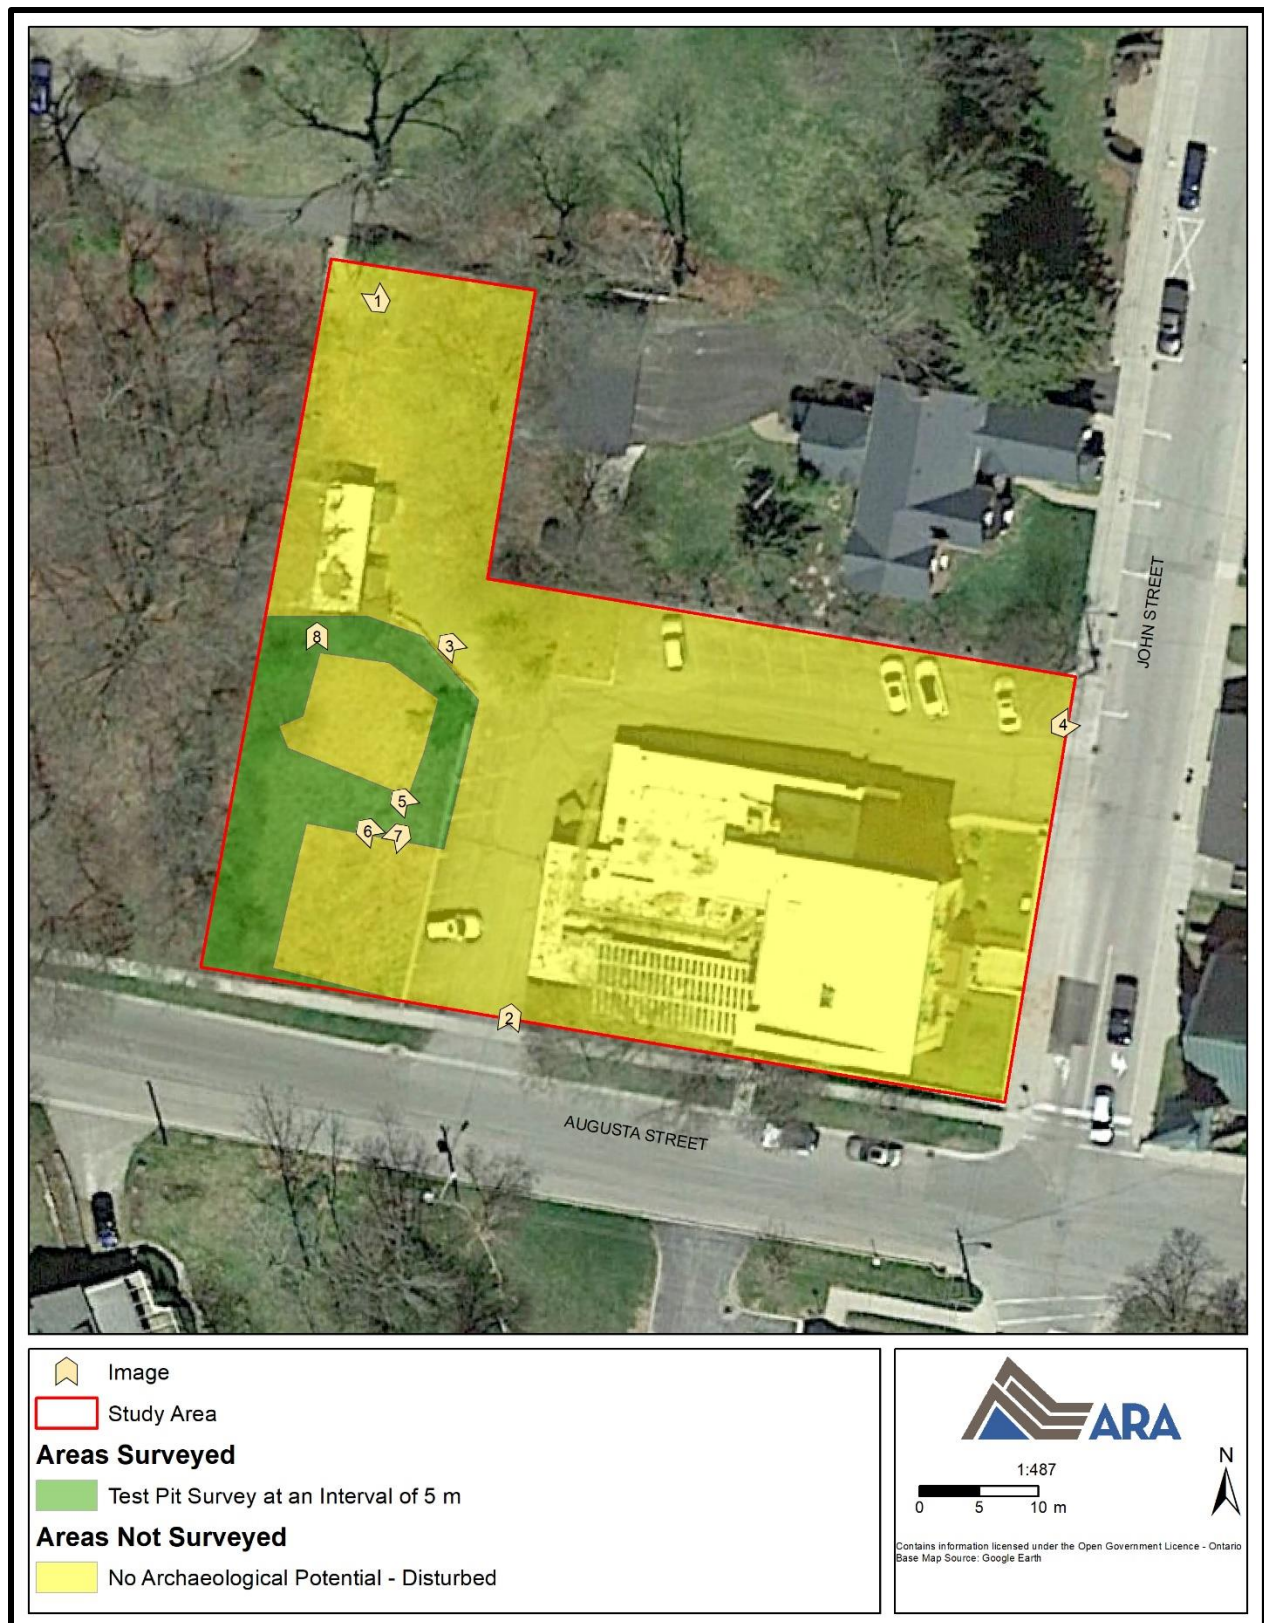 1
8
3
JOHN STREET
4
5
6
7
2
AUGUSTA STREET
Image
Study Area
Areas Surveyed
Test Pit Survey at an Interval of 5 m
Areas Not Surveyed
No Archaeological Potential - Disturbed
ARA
N
1:487
0 5 10 m
Contains information licensed under the Open Government Licence - Ontario
Base Map Source: Google Earth